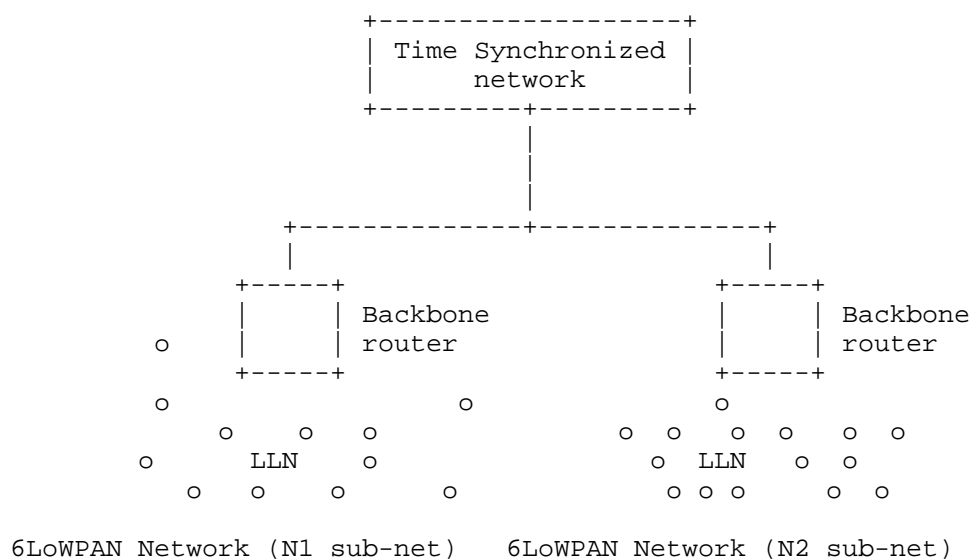 Time Synchronized
network
Backbone
router
Backbone
router
o
o o o
o o o o o o o o o
o LLN o o LLN o o
o o o o o o o o o
6LoWPAN Network (N1 sub-net) 6LoWPAN Network (N2 sub-net)